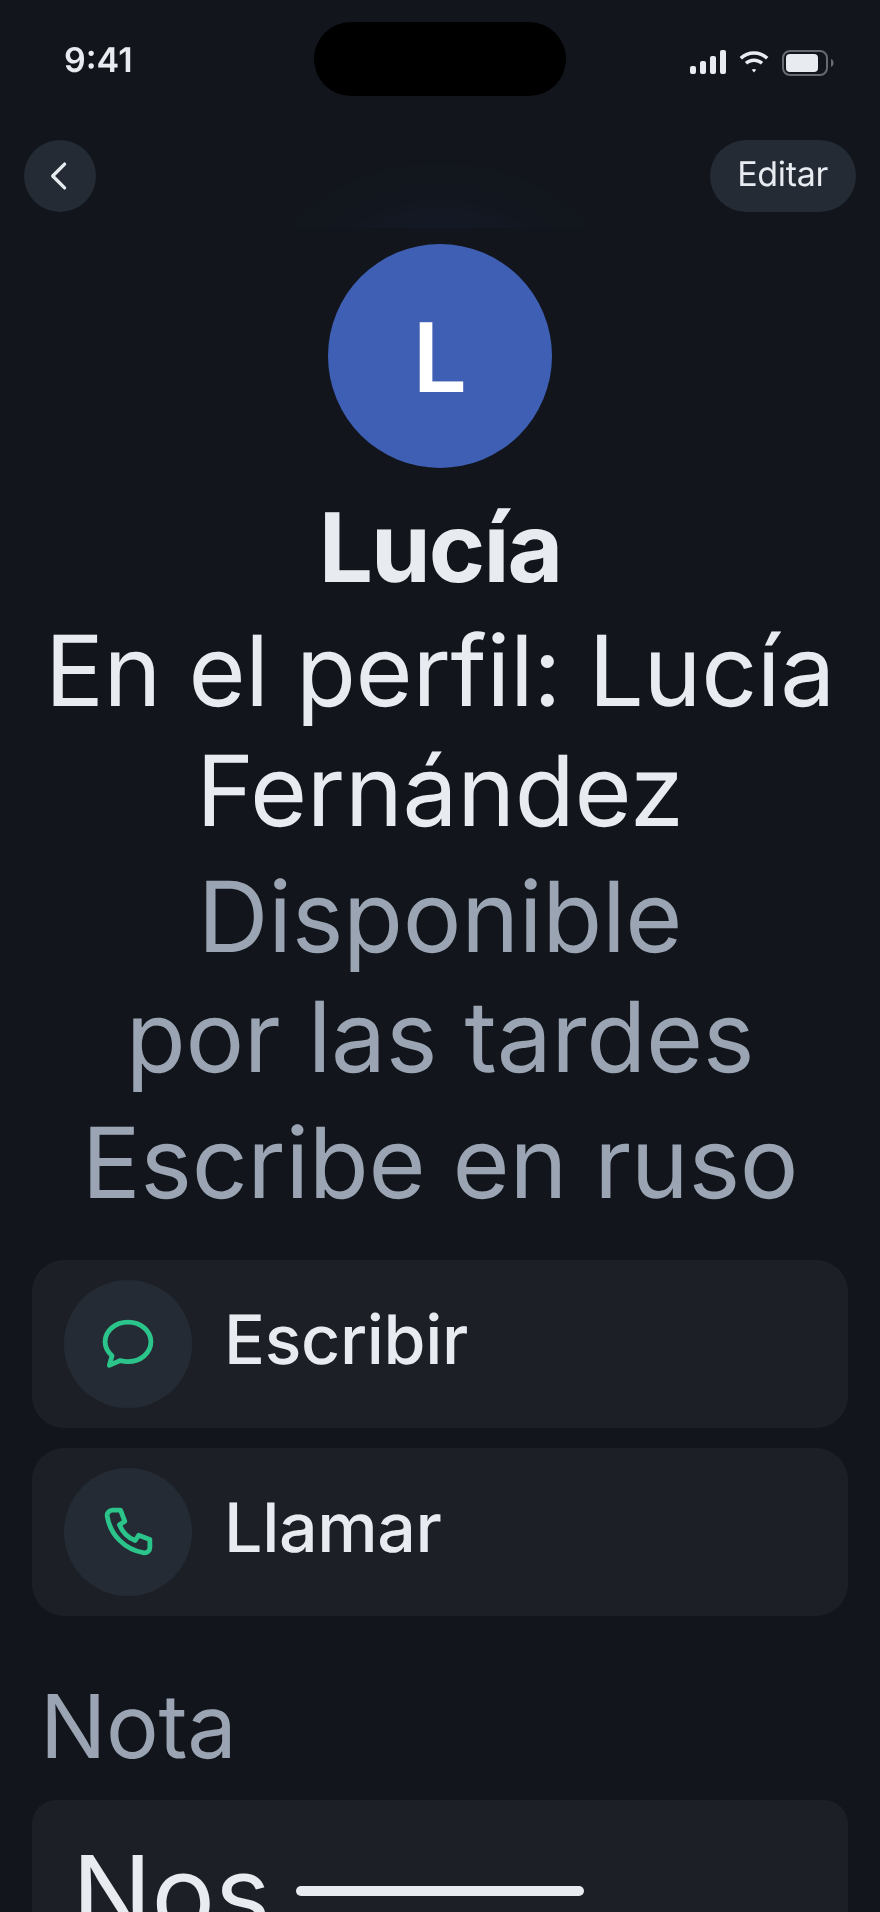 9:41
Editar
L
Lucía
En el perfil: Lucía
Fernández
Disponible
por las tardes
Escribe en ruso
Escribir
Llamar
Nota
Nos